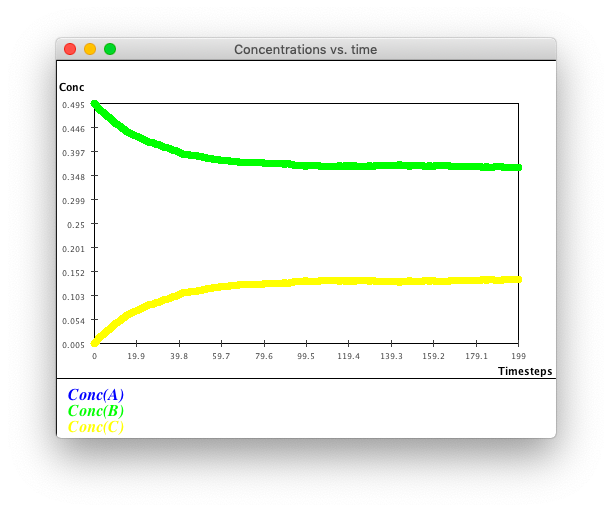 Concentrations vs. time
Conc
0.495
0.446
0.397
0.348
0.299
0.25
0.201
0.152
0.103
0.054
0.005
0 19.9 39.8 59.7 79.6 99.5 119.4 139.3 159.2 179.1 199
Timesteps
Conc(A)
Conc(B)
Conc(C)